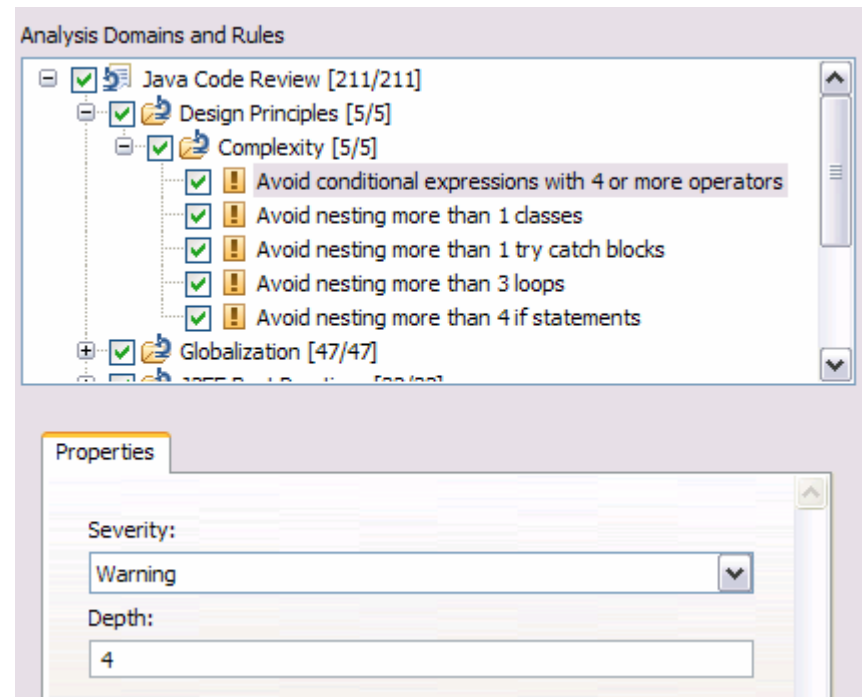 Analysis Domains and Rules
Java Code Review [211/211]
Design Principles [5/5]
Complexity [5/5]
Avoid conditional expressions with 4 or more operators
Avoid nesting more than 1 classes
Avoid nesting more than 1 try catch blocks
Avoid nesting more than 3 loops
Avoid nesting more than 4 if statements
Globalization [47/47]
Properties
Severity:
Warning
Depth:
4